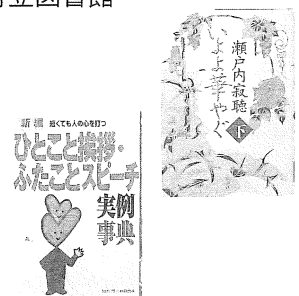 立図書館
瀬戸内寂聴
いよよ華やぐ
下
新選 短くても人の心を打つ
ひとこと挨拶・
ふたことスピーチ
実例
事典